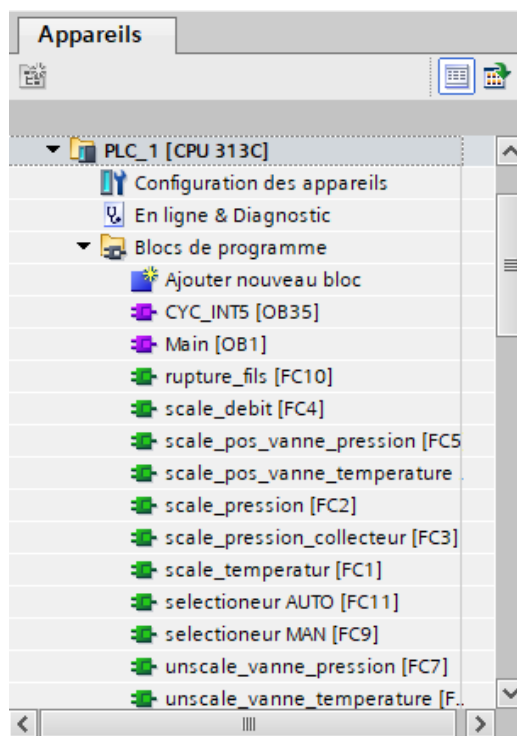 Appareils
PLC_1 [CPU 313C]
Configuration des appareils
En ligne & Diagnostic
Blocs de programme
Ajouter nouveau bloc
CYC_INT5 [OB35]
Main [OB1]
rupture_fils [FC10]
scale_debit [FC4]
scale_pos_vanne_pression [FC5
scale_pos_vanne_temperature .
scale_pression [FC2]
scale_pression_collecteur [FC3]
scale_temperatur [FC1]
selectioneur AUTO [FC11]
selectioneur MAN [FC9]
unscale_vanne_pression [FC7]
unscale_vanne_temperature [F..